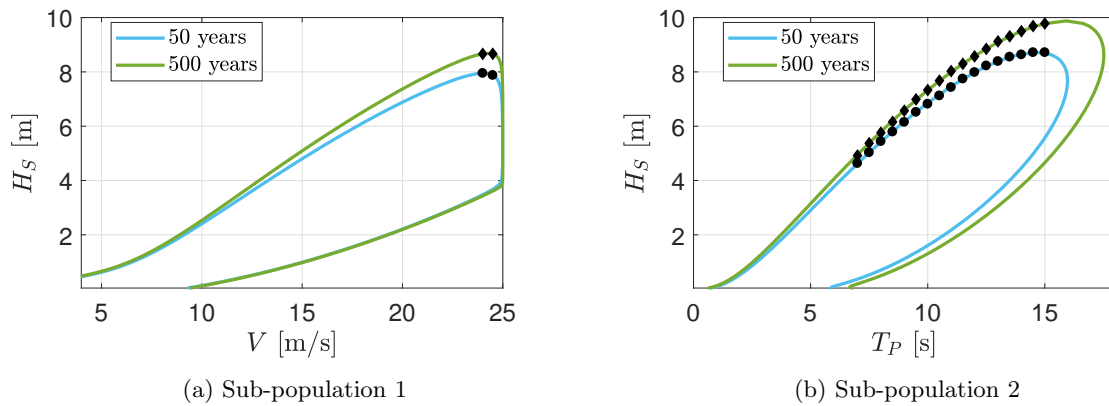 10
8
6
4
2
H_S [m]
50 years
500 years
5
10
15
20
25
V [m/s]
(a) Sub-population 1
10
8
6
4
2
H_S [m]
50 years
500 years
0
5
10
15
T_P [s]
(b) Sub-population 2